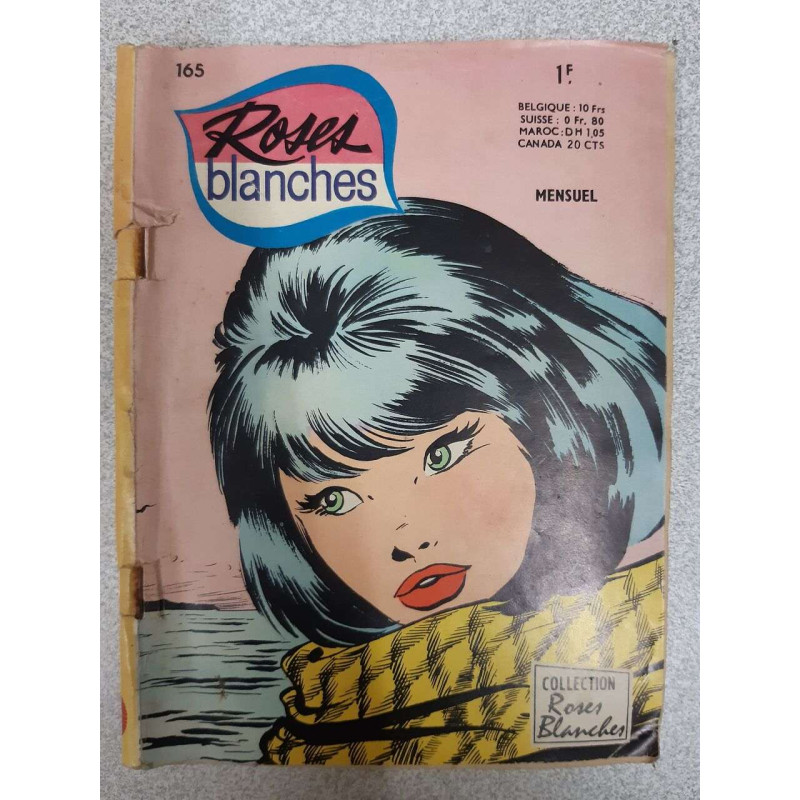 165
Roses
blanches
1F
BELGIQUE : 10 Frs
SUISSE : 0 Fr. 80
MAROC : DH 1,05
CANADA 20 CTS
MENSUEL
COLLECTION
Roses
Blanches